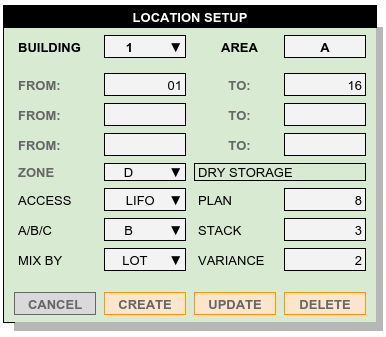 LOCATION SETUP
BUILDING 1 ▼ AREA A
FROM: 01 TO: 16
FROM: TO:
FROM: TO:
ZONE D ▼ DRY STORAGE
ACCESS LIFO ▼ PLAN 8
A/B/C B ▼ STACK 3
MIX BY LOT ▼ VARIANCE 2
CANCEL CREATE UPDATE DELETE